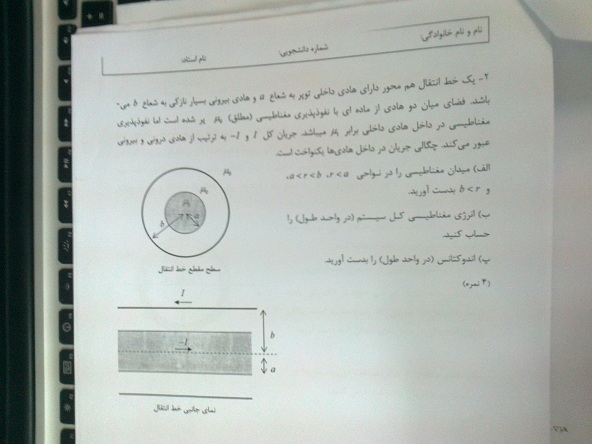 نام و نام خانوادگی:
شماره دانشجویی:
نام استاد:
۲- یک خط انتقال هم محور دارای هادی داخلی توپر به شعاع a و هادی بیرونی بسیار نازکی به شعاع b می-
باشد. فضای میان دو هادی از ماده ای با نفوذپذیری مغناطیسی (مطلق) پر شده است اما نفوذپذیری
مغناطیسی در داخل هادی داخلی برابر میباشد. جریان کل I و -I به ترتیب از هادی درونی و بیرونی
عبور می‌کند. چگالی جریان در داخل هادی‌ها یکنواخت است.
الف) میدان مغناطیسی را در نواحی r<a، a<r<b،
و b<r بدست آورید.
ب) انرژی مغناطیسی کل سیستم (در واحد طول) را
حساب کنید.
پ) اندوکتانس (در واحد طول) را بدست آورید.
(۴ نمره)
b
a
سطح مقطع خط انتقال
I
-I
b
a
نمای جانبی خط انتقال